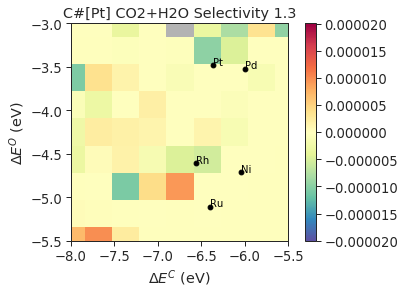 C#[Pt] CO2+H2O Selectivity 1.3
−3.0
−3.5
−4.0
−4.5
−5.0
−5.5
ΔE^O (eV)
Pt
Pd
Rh
Ni
Ru
−8.0 −7.5 −7.0 −6.5 −6.0 −5.5
ΔE^C (eV)
0.000020
0.000015
0.000010
0.000005
0.000000
−0.000005
−0.000010
−0.000015
−0.000020